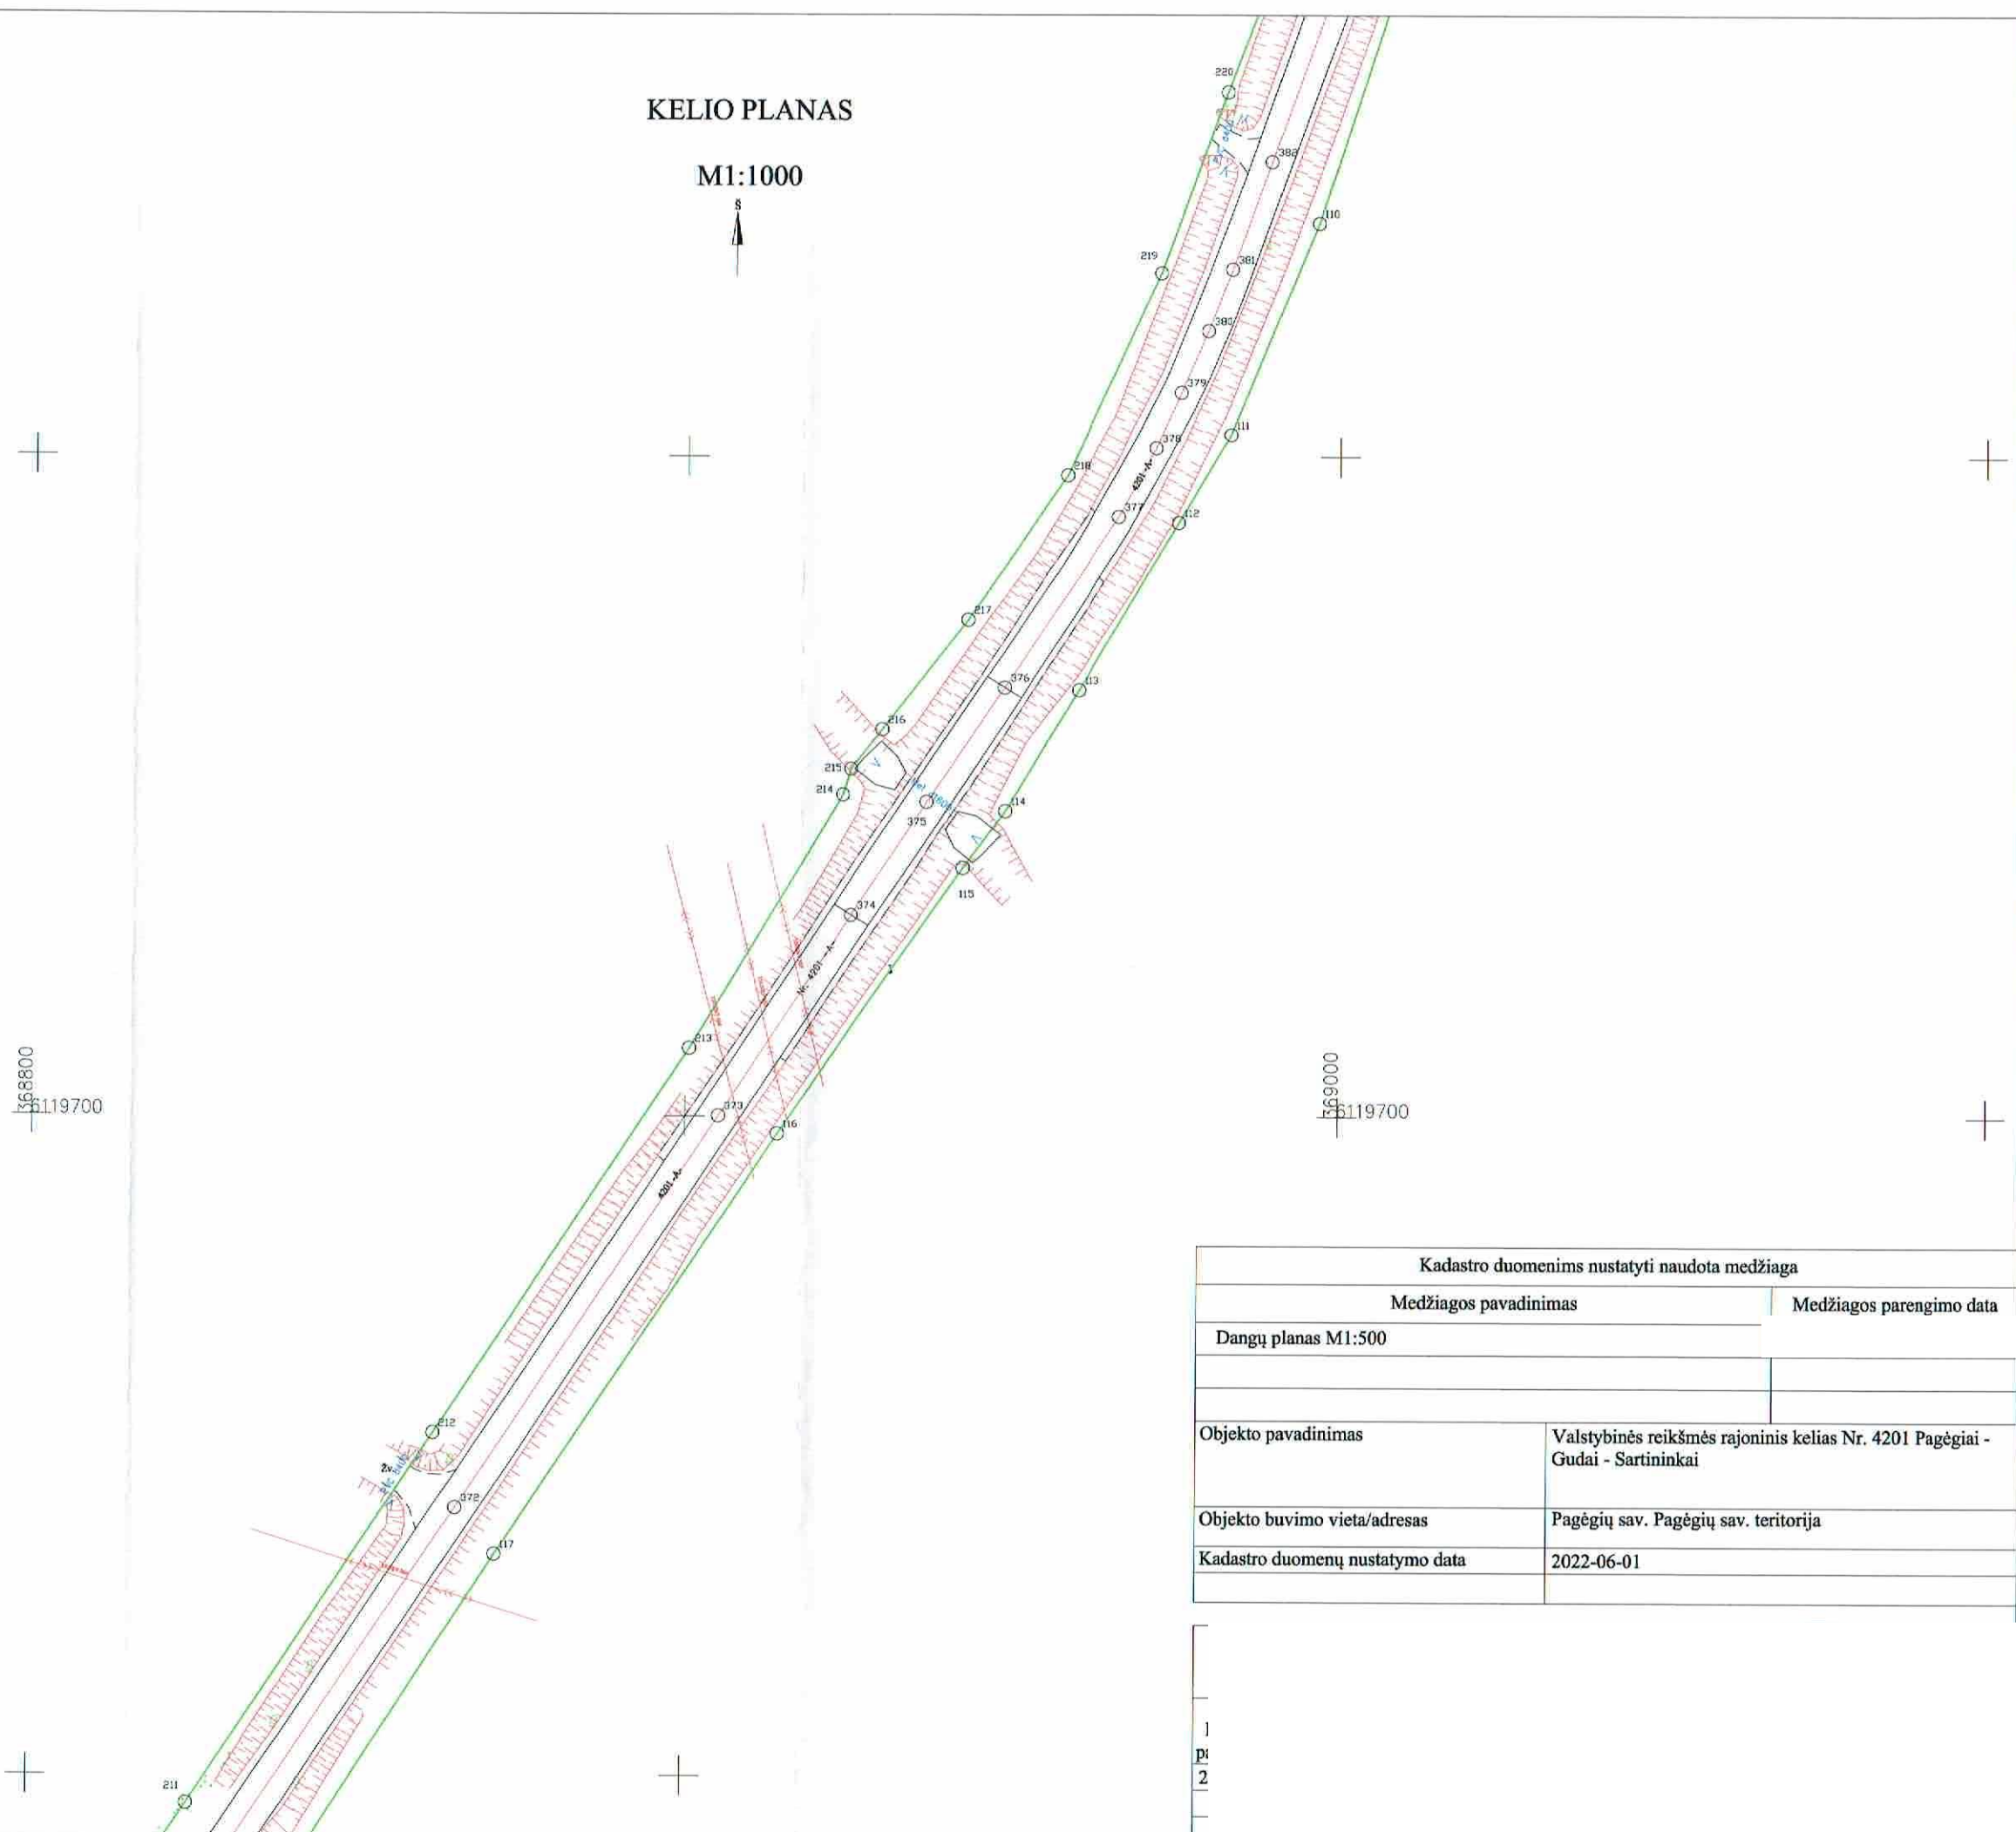 KELIO PLANAS
M1:1000
š
220
382
110
219
381
380
379
111
378
218
4201-A-
377
112
217
376
113
216
215
214
375
114
115
374
Nr. 4201-A-
1
213
368800
6119700
369000
6119700
373
116
4201-A-
212
Žv.
372
117
211
Kadastro duomenims nustatyti naudota medžiaga
Medžiagos pavadinimas
Medžiagos parengimo data
Dangų planas M1:500
Objekto pavadinimas
Valstybinės reikšmės rajoninis kelias Nr. 4201 Pagėgiai -
Gudai - Sartininkai
Objekto buvimo vieta/adresas
Pagėgių sav. Pagėgių sav. teritorija
Kadastro duomenų nustatymo data
2022-06-01
2